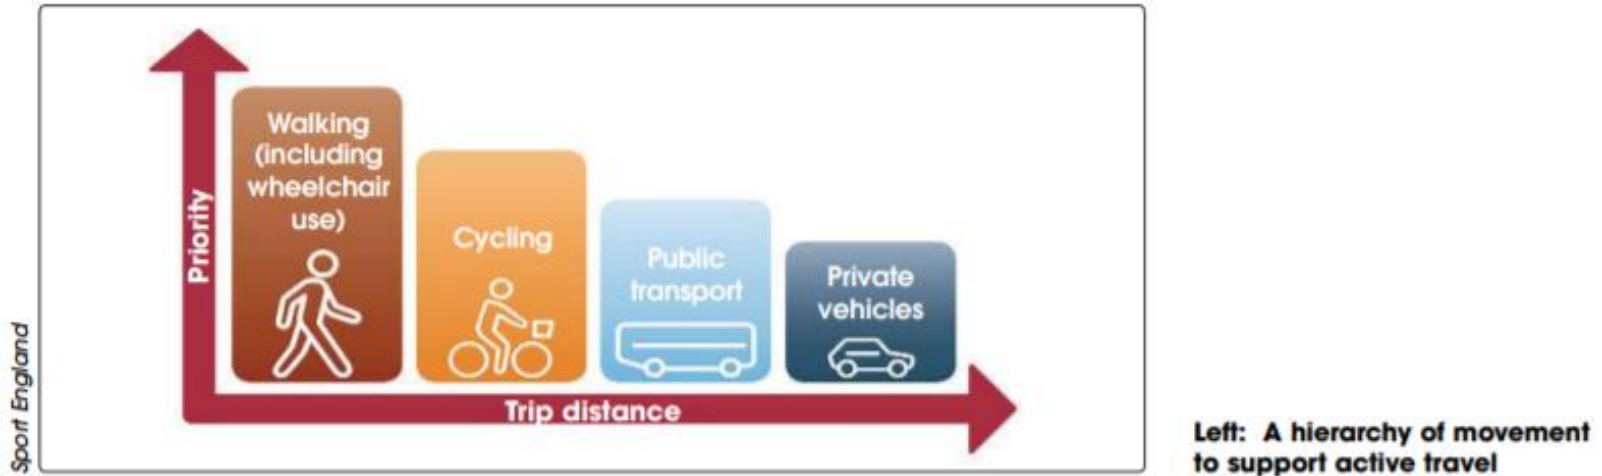 Walking
(including
wheelchair
use)
Cycling
Public
transport
Private
vehicles
Priority
Trip distance
Sport England
Left: A hierarchy of movement
to support active travel